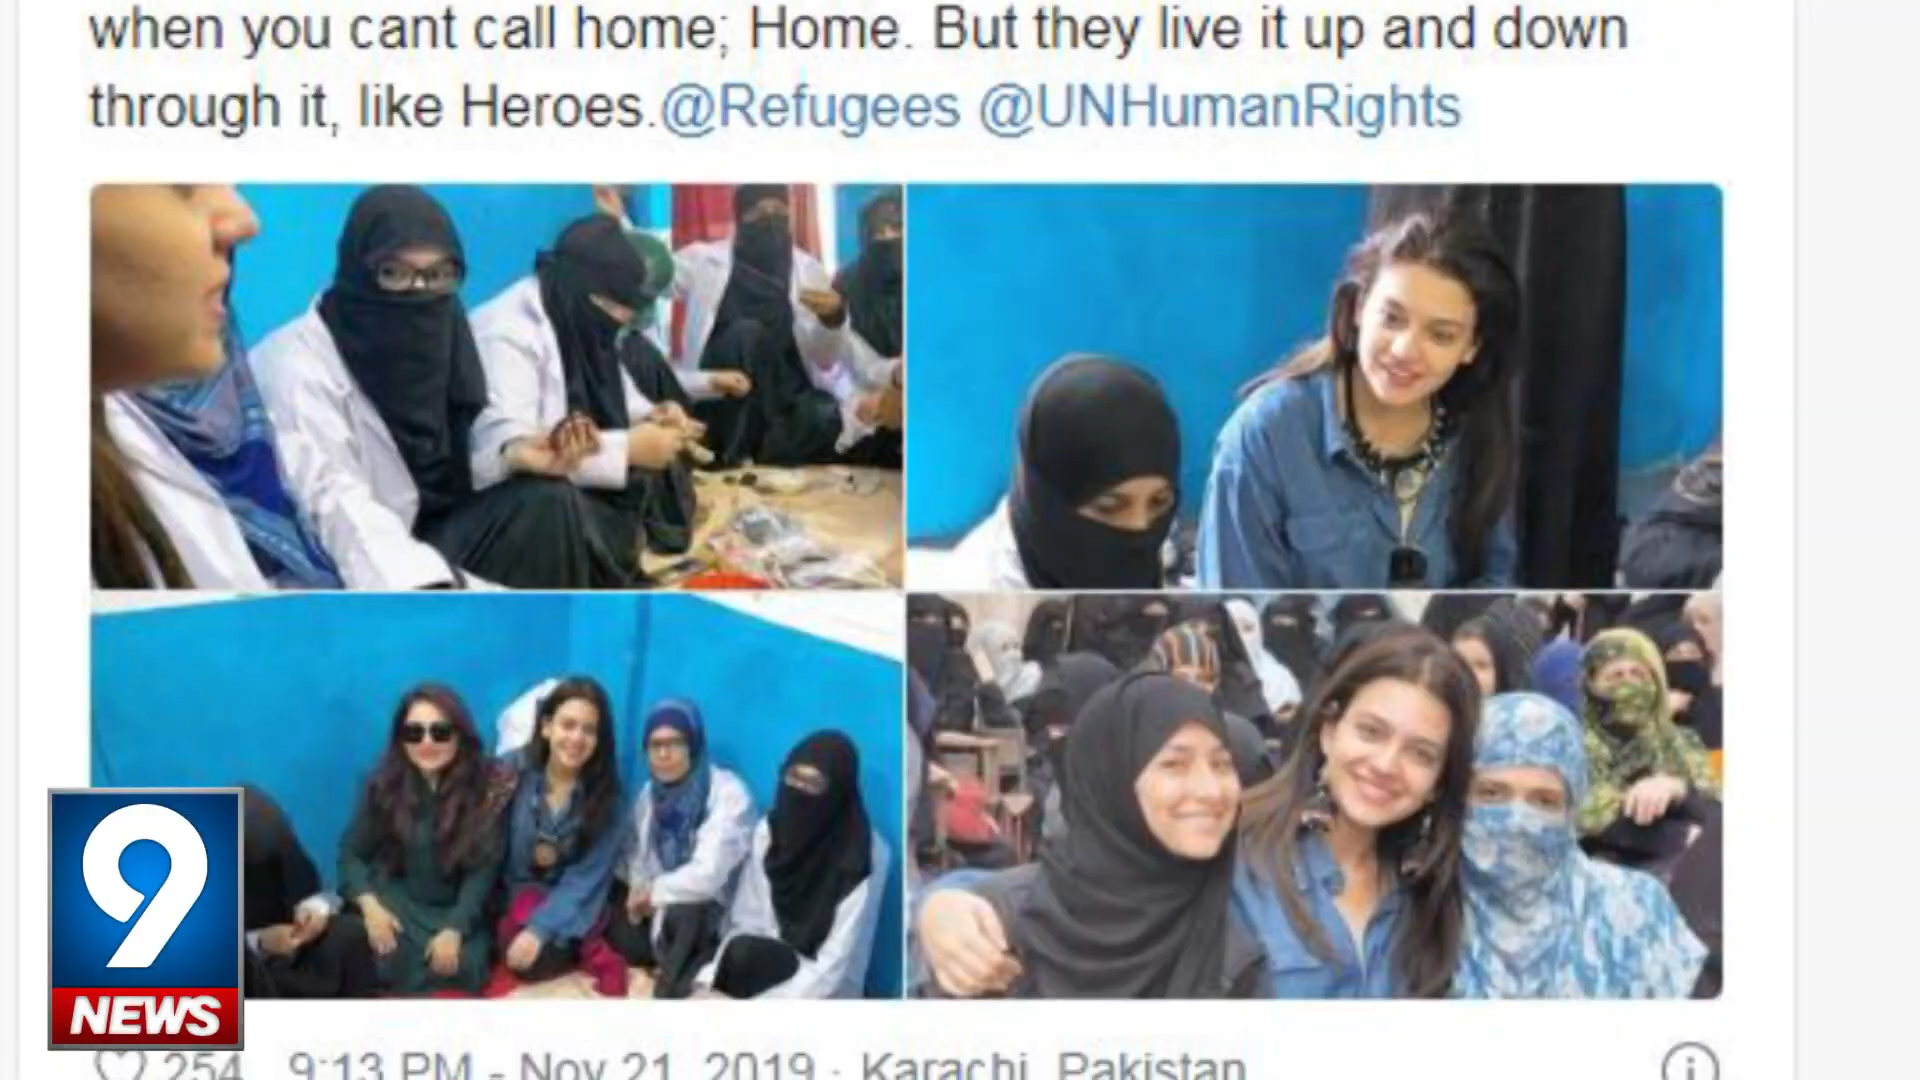 when you cant call home; Home. But they live it up and down
through it, like Heroes.@Refugees @UNHumanRights
9
NEWS
254 9:13 PM - Nov 21, 2019 · Karachi, Pakistan